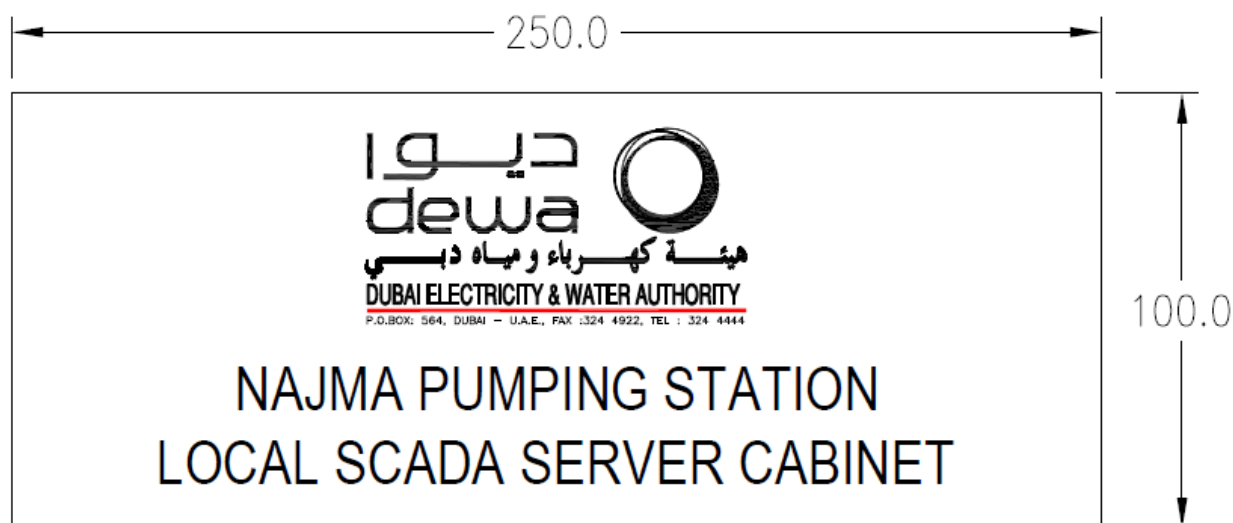 250.0
ديوا
dewa
هيئة كهرباء و مياه دبي
DUBAI ELECTRICITY & WATER AUTHORITY
P.O.BOX: 564, DUBAI – U.A.E., FAX :324 4922, TEL : 324 4444
100.0
NAJMA PUMPING STATION
LOCAL SCADA SERVER CABINET